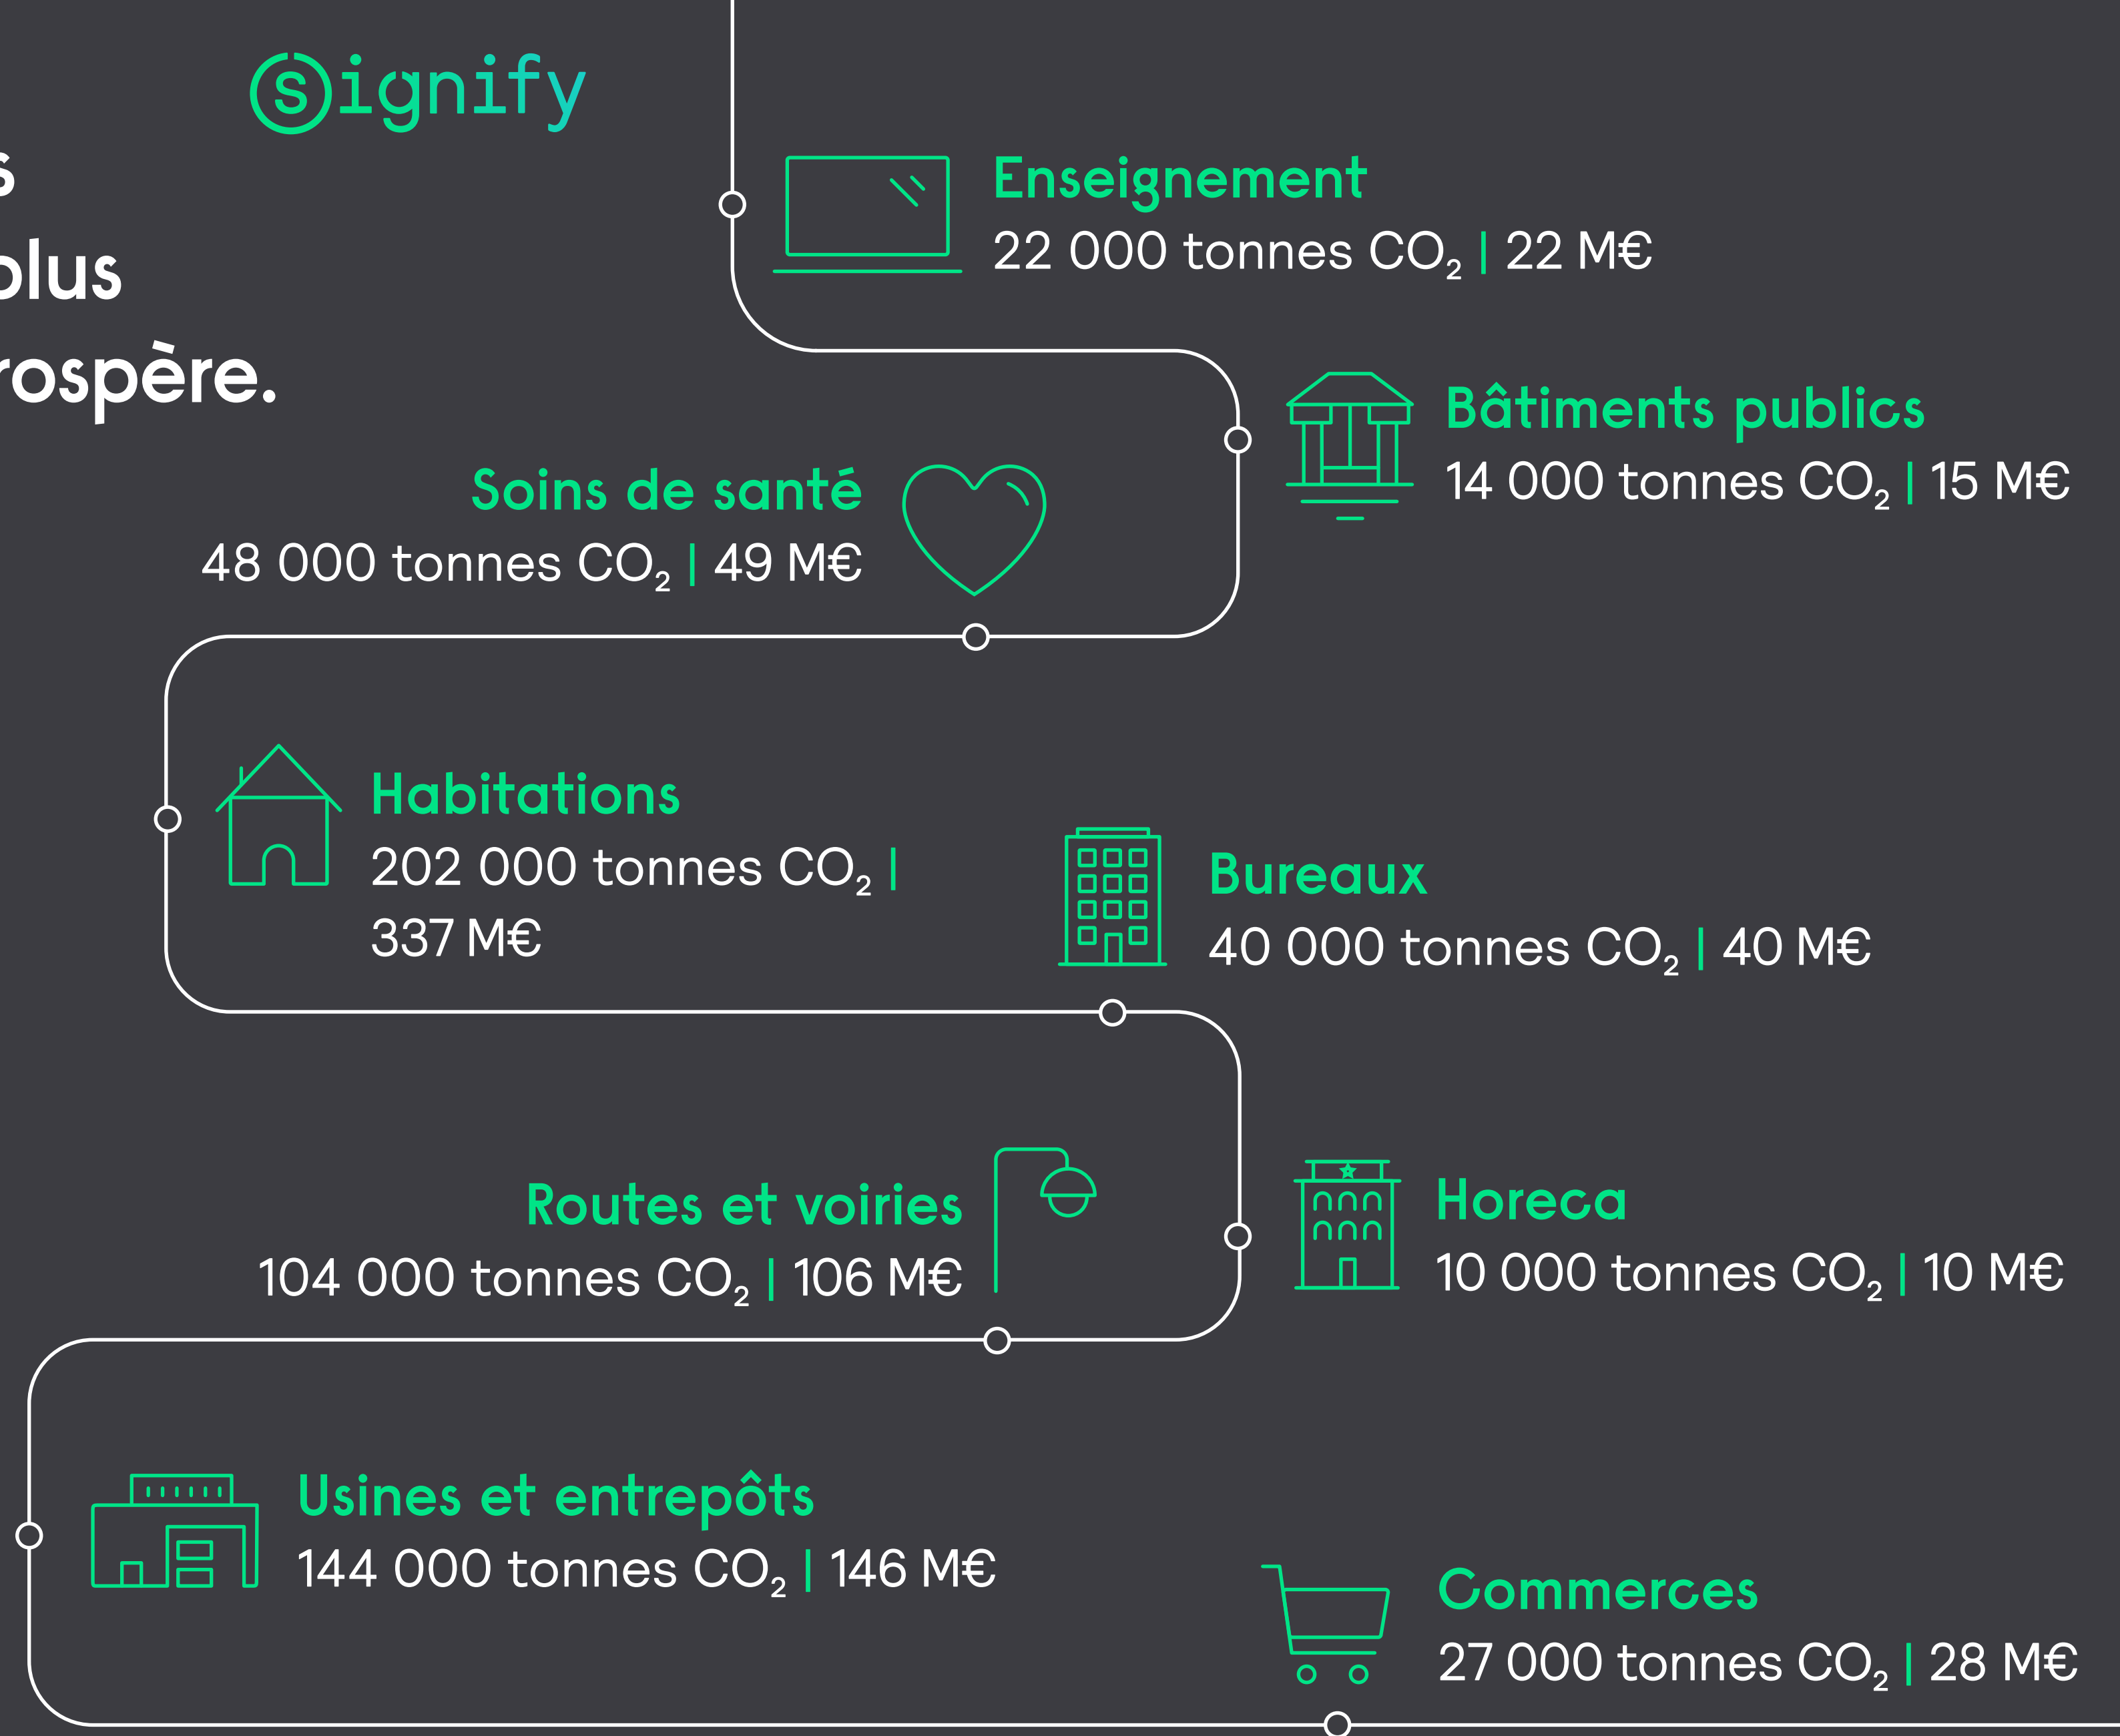 Signify
plus
Enseignement
22 000 tonnes CO₂ | 22 M€
Bâtiments publics
14 000 tonnes CO₂ | 15 M€
Soins de santé
48 000 tonnes CO₂ | 49 M€
Habitations
202 000 tonnes CO₂ |
337 M€
Bureaux
40 000 tonnes CO₂ | 40 M€
Routes et voiries
104 000 tonnes CO₂ | 106 M€
Horeca
10 000 tonnes CO₂ | 10 M€
Usines et entrepôts
144 000 tonnes CO₂ | 146 M€
Commerces
27 000 tonnes CO₂ | 28 M€